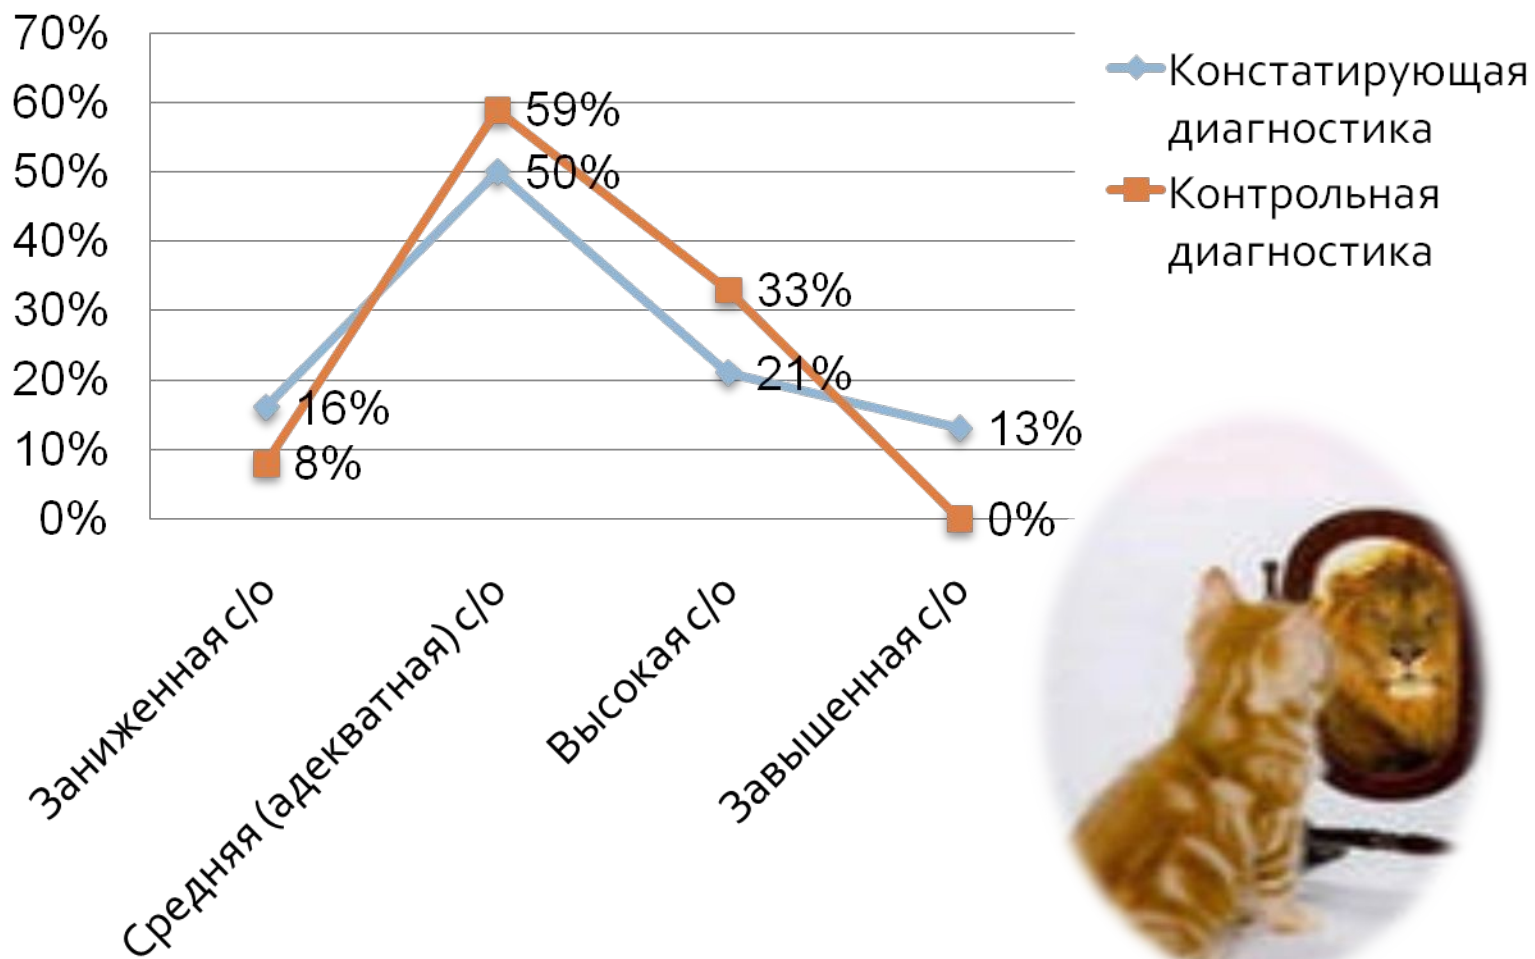 70%
60%
50%
40%
30%
20%
10%
0%
59%
50%
33%
21%
16%
8%
13%
0%
Заниженная с/о
Средняя (адекватная) с/о
Высокая с/о
Завышенная с/о
Констатирующая
диагностика
Контрольная
диагностика